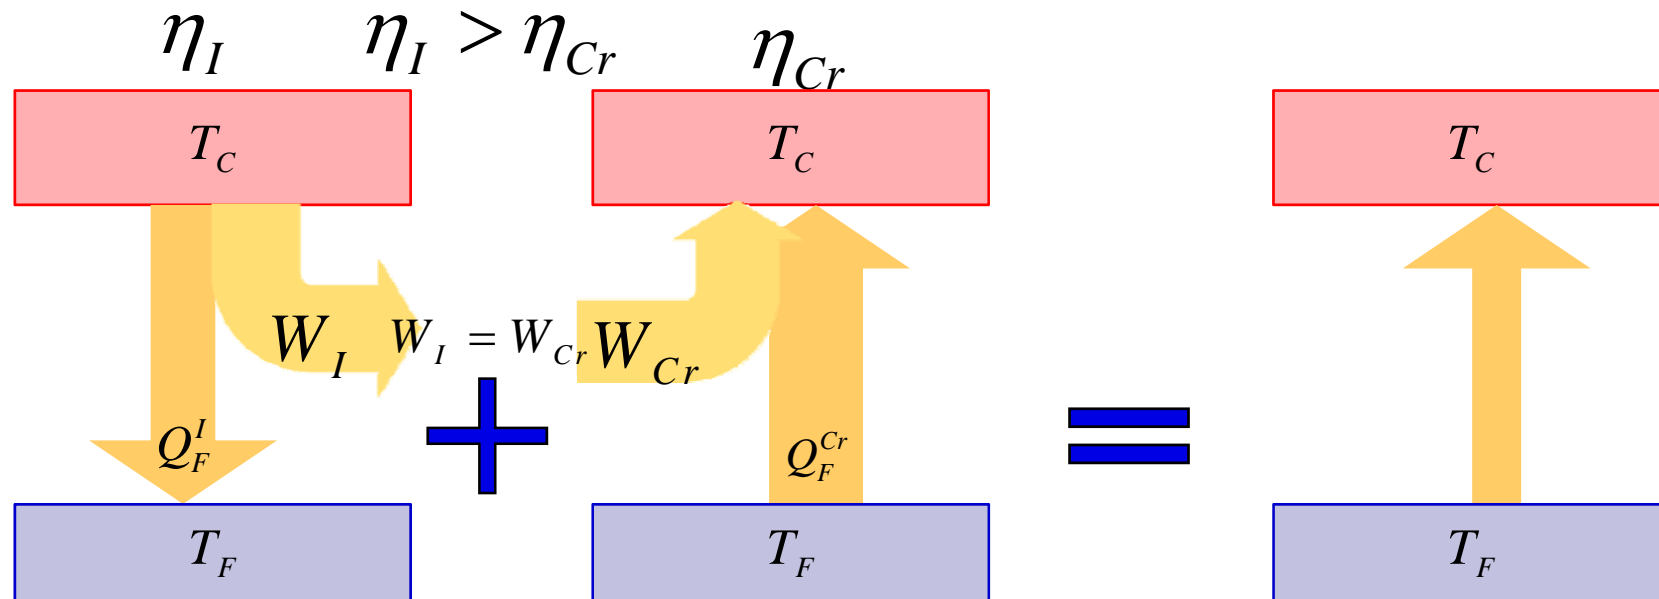 η_I η_I > η_Cr η_Cr
T_C T_C T_C
W_I W_I = W_Cr W_Cr
Q_F^I Q_F^Cr
T_F T_F T_F